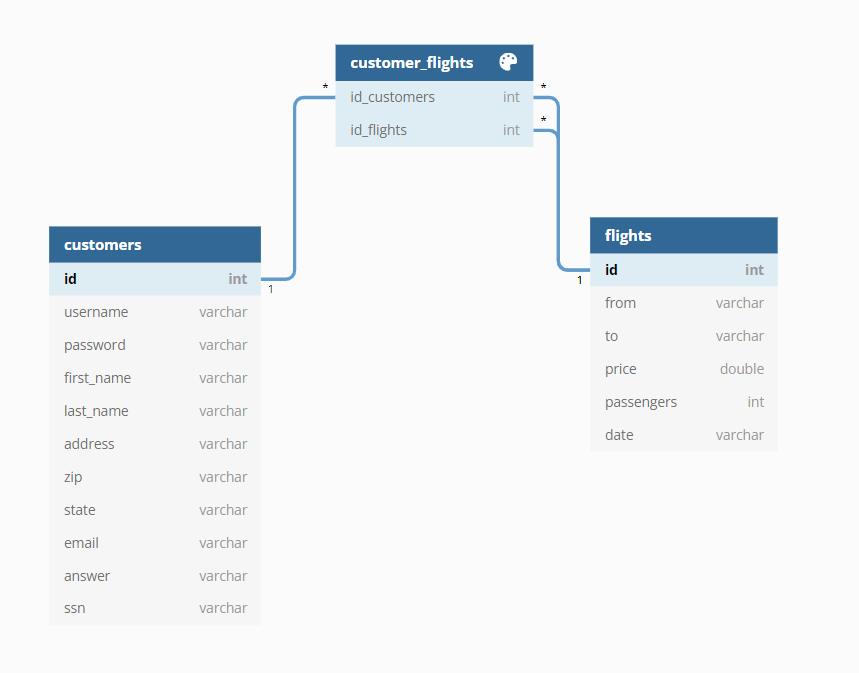 customer_flights
*
id_customers int
*
*
id_flights int
customers
id int
1
username varchar
password varchar
first_name varchar
last_name varchar
address varchar
zip varchar
state varchar
email varchar
answer varchar
ssn varchar
flights
id int
1
from varchar
to varchar
price double
passengers int
date varchar